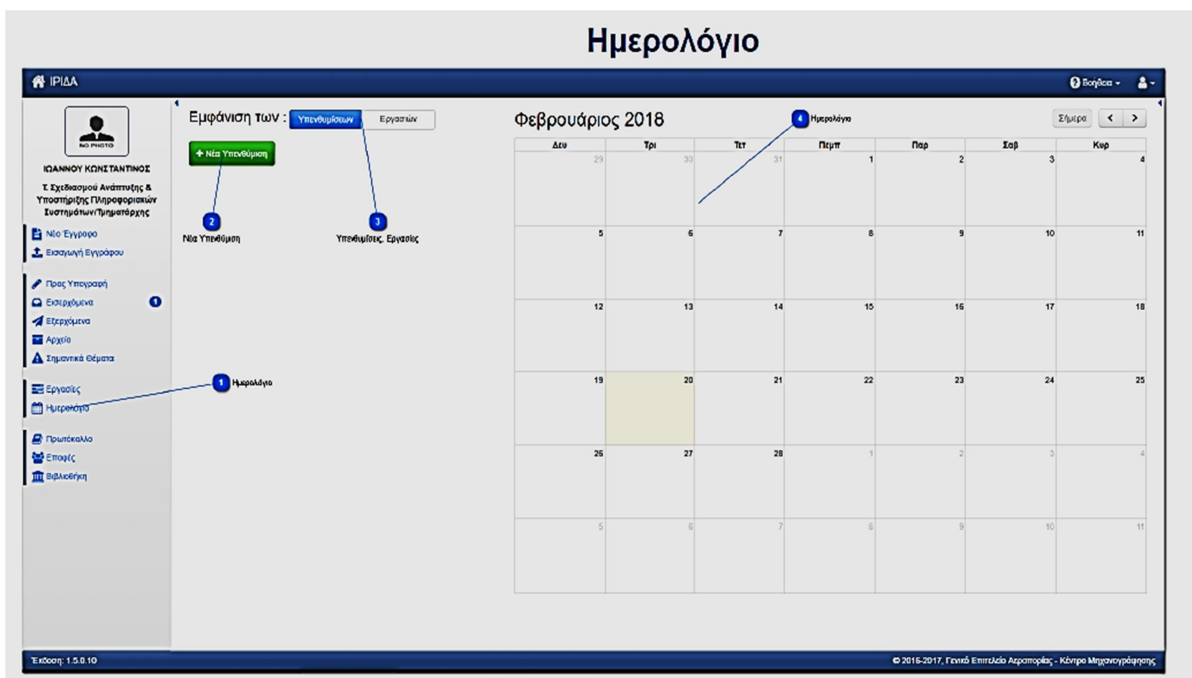 Ημερολόγιο
ΙΡΙΔΑ
Βοήθεια
NO PHOTO
ΙΩΑΝΝΟΥ ΚΩΝΣΤΑΝΤΙΝΟΣ
Τ. Σχεδιασμού Ανάπτυξης &
Υποστήριξης Πληροφοριακών
Συστημάτων/Τμηματάρχης
Νέο Έγγραφο
Εισαγωγή Εγγράφου
Προς Υπογραφή
Εισερχόμενα 1
Εξερχόμενα
Αρχείο
Σημαντικά Θέματα
Εργασίες
Ημερολόγιο
Πρωτόκολλο
Επαφές
Βιβλιοθήκη
Εμφάνιση των : Υπενθυμίσεων Εργασιών
+ Νέα Υπενθύμιση
2
Νέα Υπενθύμιση
3
Υπενθυμίσεις, Εργασίες
1 Ημερολόγιο
Φεβρουάριος 2018
4 Ημερολόγιο
Σήμερα < >
Δευ Τρι Τετ Πεμπ Παρ Σαβ Κυρ
29 30 31 1 2 3 4
5 6 7 8 9 10 11
12 13 14 15 16 17 18
19 20 21 22 23 24 25
26 27 28 1 2 3 4
5 6 7 8 9 10 11
Έκδοση: 1.5.0.10
© 2016-2017, Γενικό Επιτελείο Αεροπορίας - Κέντρο Μηχανογράφησης